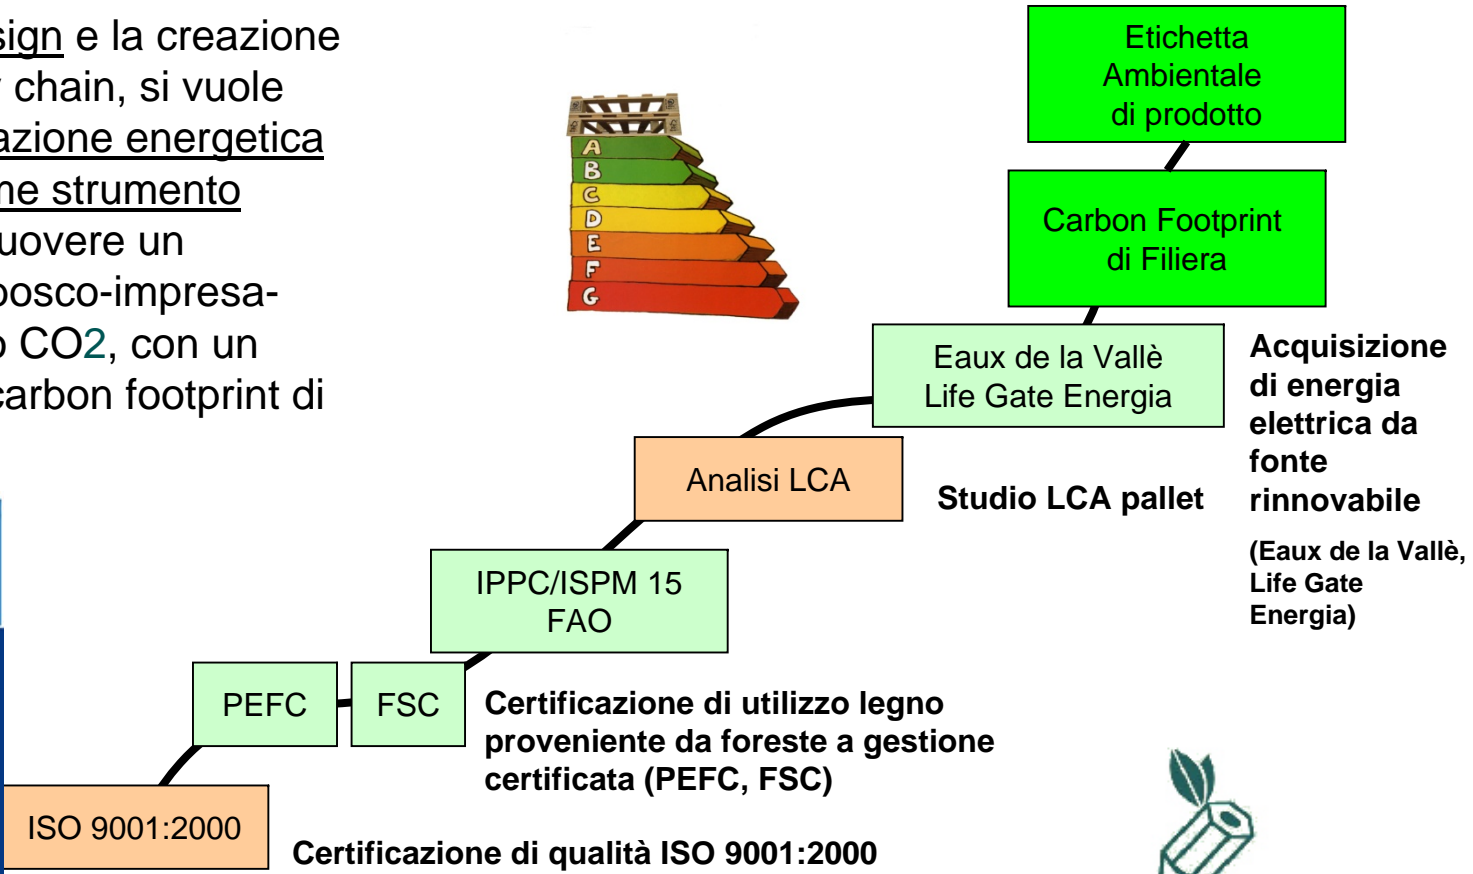 sign e la creazione
chain, si vuole
azione energetica
ne strumento
uovere un
bosco-impresa-
o CO2, con un
carbon footprint di
A
B
C
D
E
F
G
Etichetta
Ambientale
di prodotto
Carbon Footprint
di Filiera
Eaux de la Vallè
Life Gate Energia
Acquisizione
di energia
elettrica da
fonte
rinnovabile
(Eaux de la Vallè,
Life Gate
Energia)
Analisi LCA
Studio LCA pallet
IPPC/ISPM 15
FAO
PEFC
FSC
Certificazione di utilizzo legno
proveniente da foreste a gestione
certificata (PEFC, FSC)
ISO 9001:2000
Certificazione di qualità ISO 9001:2000